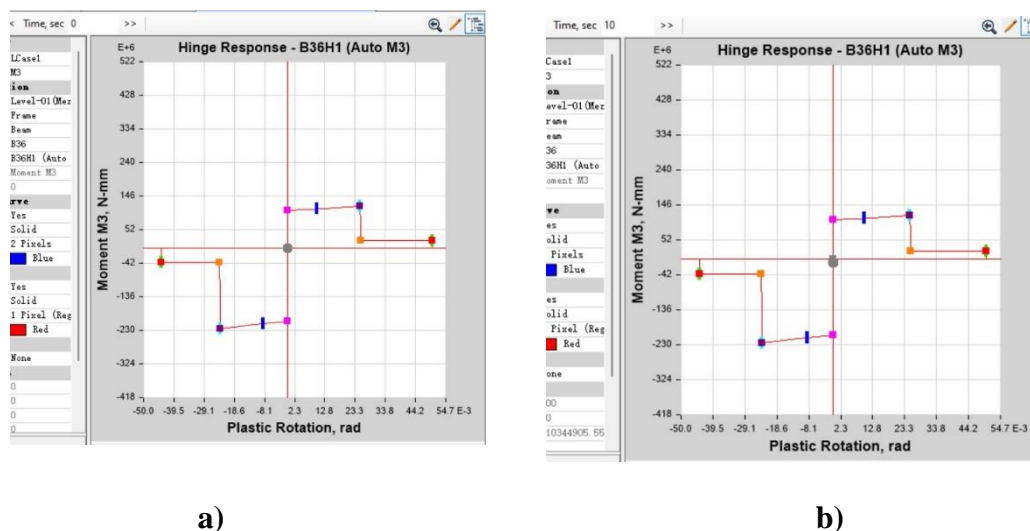 < Time, sec 0 >>
LCase1
M3
ion
Level-01(Mez
Frame
Beam
B36
B36H1 (Auto
Moment M3
0
rve
Yes
Solid
2 Pixels
Blue
Yes
Solid
1 Pixel (Reg
Red
None
0
0
0
0
Hinge Response - B36H1 (Auto M3)
E+6
522
428
334
240
146
52
-42
-136
-230
-324
-418
Moment M3, N-mm
-50.0 -39.5 -29.1 -18.6 -8.1 2.3 12.8 23.3 33.8 44.2 54.7 E-3
Plastic Rotation, rad
a)
Time, sec 10 >>
Case1
3
on
evel-01(Mez
rame
eam
36
36H1 (Auto
oment M3
ve
es
olid
Pixels
Blue
es
olid
Pixel (Reg
Red
one
00
0
10344905.55
Hinge Response - B36H1 (Auto M3)
E+6
522
428
334
240
146
52
-42
-136
-230
-324
-418
Moment M3, N-mm
-50.0 -39.5 -29.1 -18.6 -8.1 2.3 12.8 23.3 33.8 44.2 54.7 E-3
Plastic Rotation, rad
b)